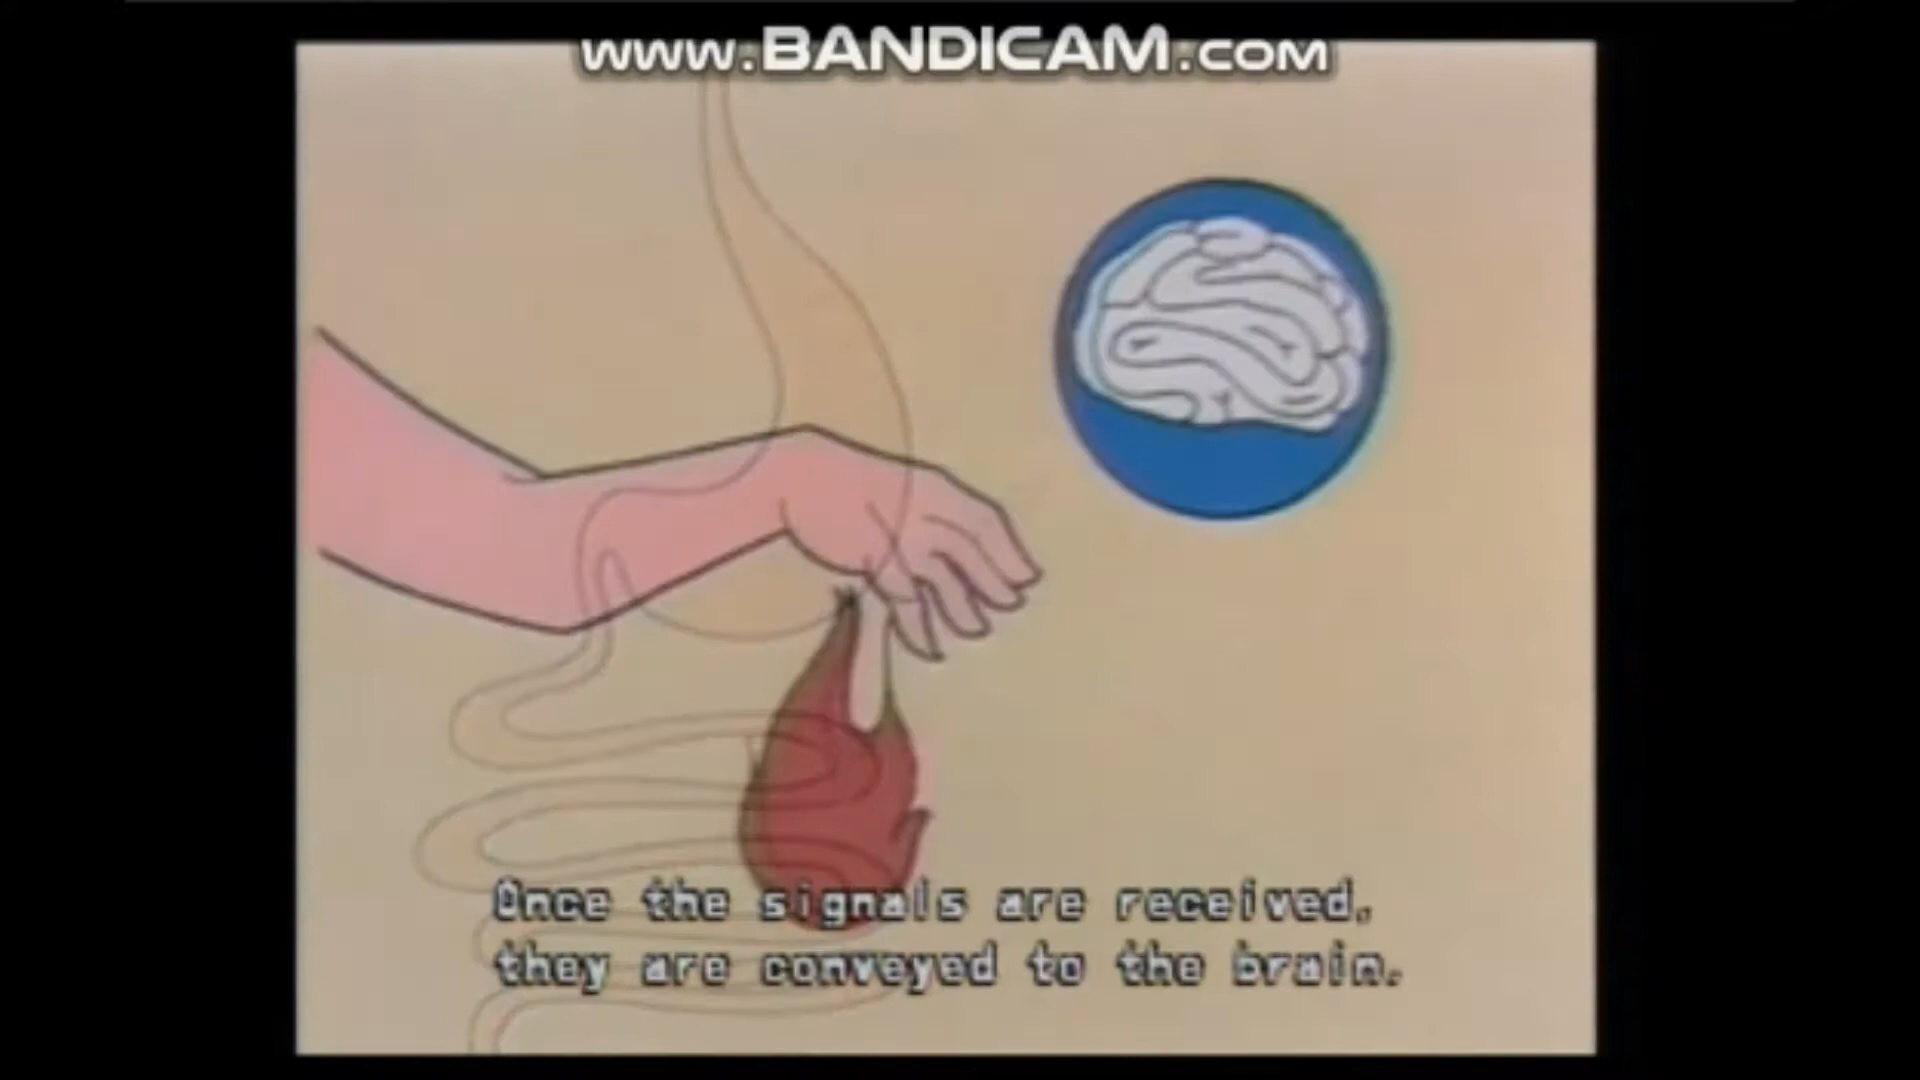 www.BANDICAM.com
Once the signals are received,
they are conveyed to the brain.